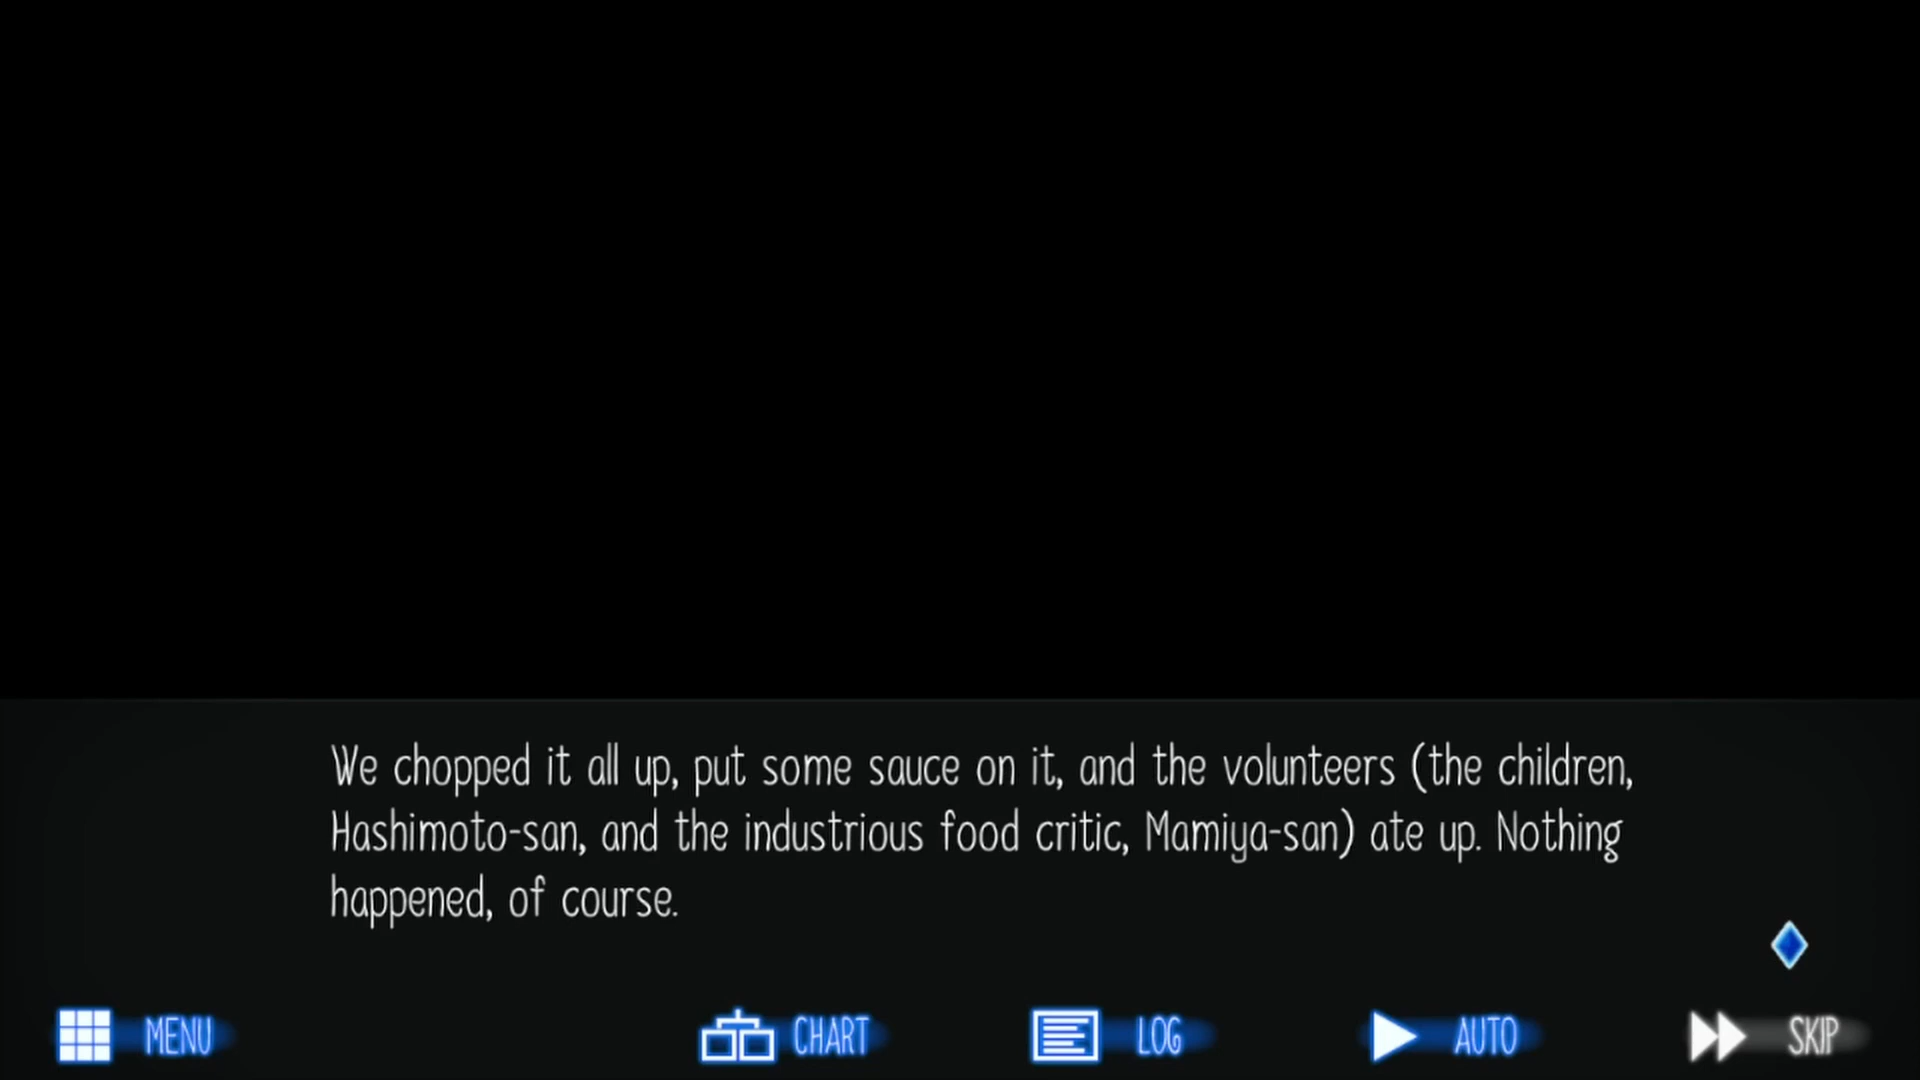 We chopped it all up, put some sauce on it, and the volunteers (the children,
Hashimoto-san, and the industrious food critic, Mamiya-san) ate up. Nothing
happened, of course.
MENU CHART LOG AUTO SKIP